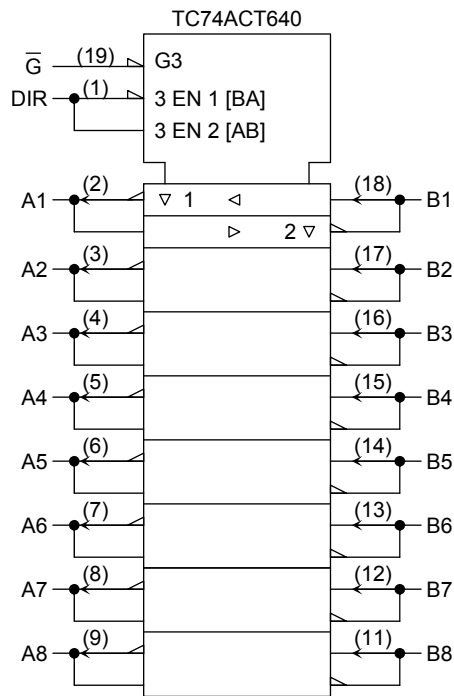 TC74ACT640
G̅ (19) G3
DIR (1) 3 EN 1 [BA]
3 EN 2 [AB]
A1 (2) ▽ 1 ◁ (18) B1
▷ 2 ▽
A2 (3) (17) B2
A3 (4) (16) B3
A4 (5) (15) B4
A5 (6) (14) B5
A6 (7) (13) B6
A7 (8) (12) B7
A8 (9) (11) B8